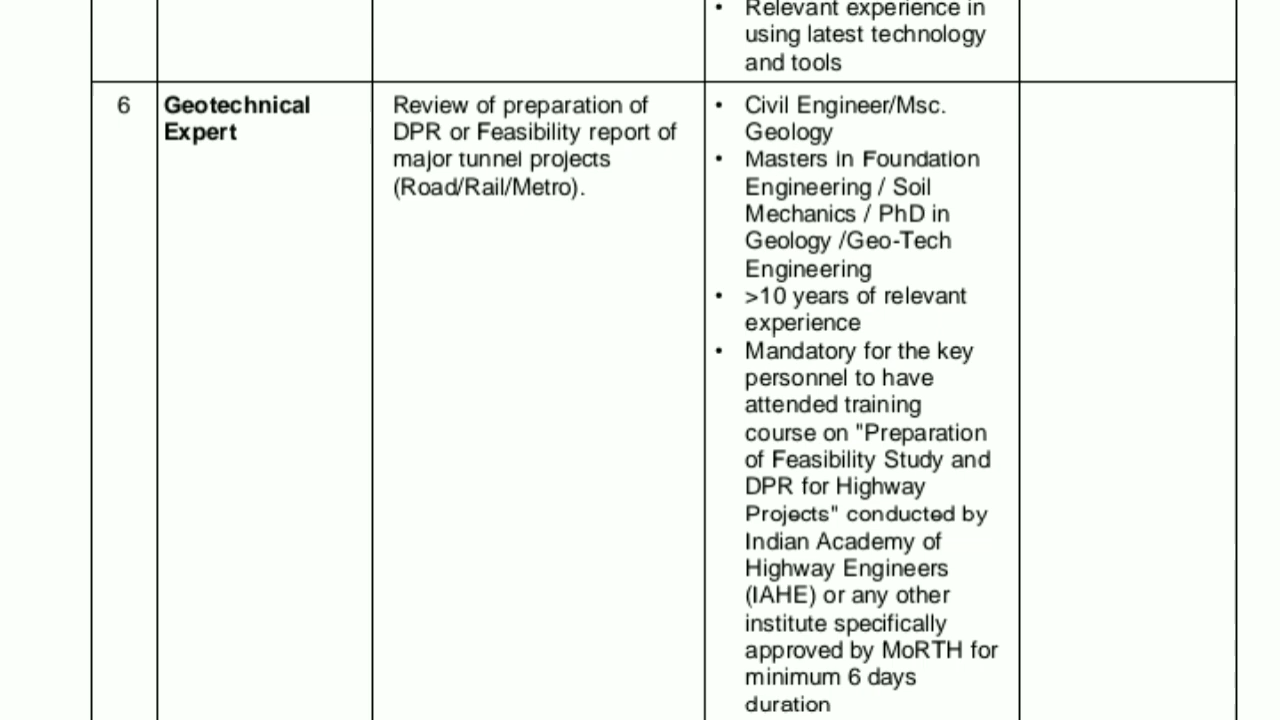 Relevant experience in
using latest technology
and tools
6
Geotechnical
Expert
Review of preparation of
DPR or Feasibility report of
major tunnel projects
(Road/Rail/Metro).
• Civil Engineer/Msc.
Geology
• Masters in Foundation
Engineering / Soil
Mechanics / PhD in
Geology /Geo-Tech
Engineering
• >10 years of relevant
experience
• Mandatory for the key
personnel to have
attended training
course on "Preparation
of Feasibility Study and
DPR for Highway
Projects" conducted by
Indian Academy of
Highway Engineers
(IAHE) or any other
institute specifically
approved by MoRTH for
minimum 6 days
duration